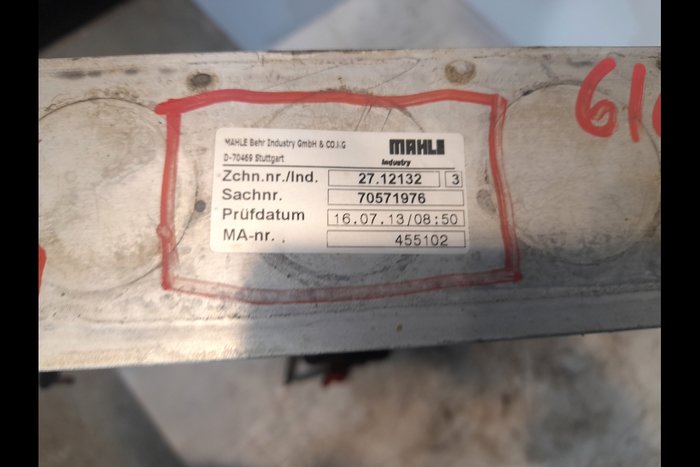 MAHLE Behr Industry GmbH & CO.KG
MAHLE
D-70469 Stuttgart
Industry
Zchn.nr./Ind. 27.12132 3
Sachnr. 70571976
Prüfdatum 16.07.13/08:50
MA-nr. 455102